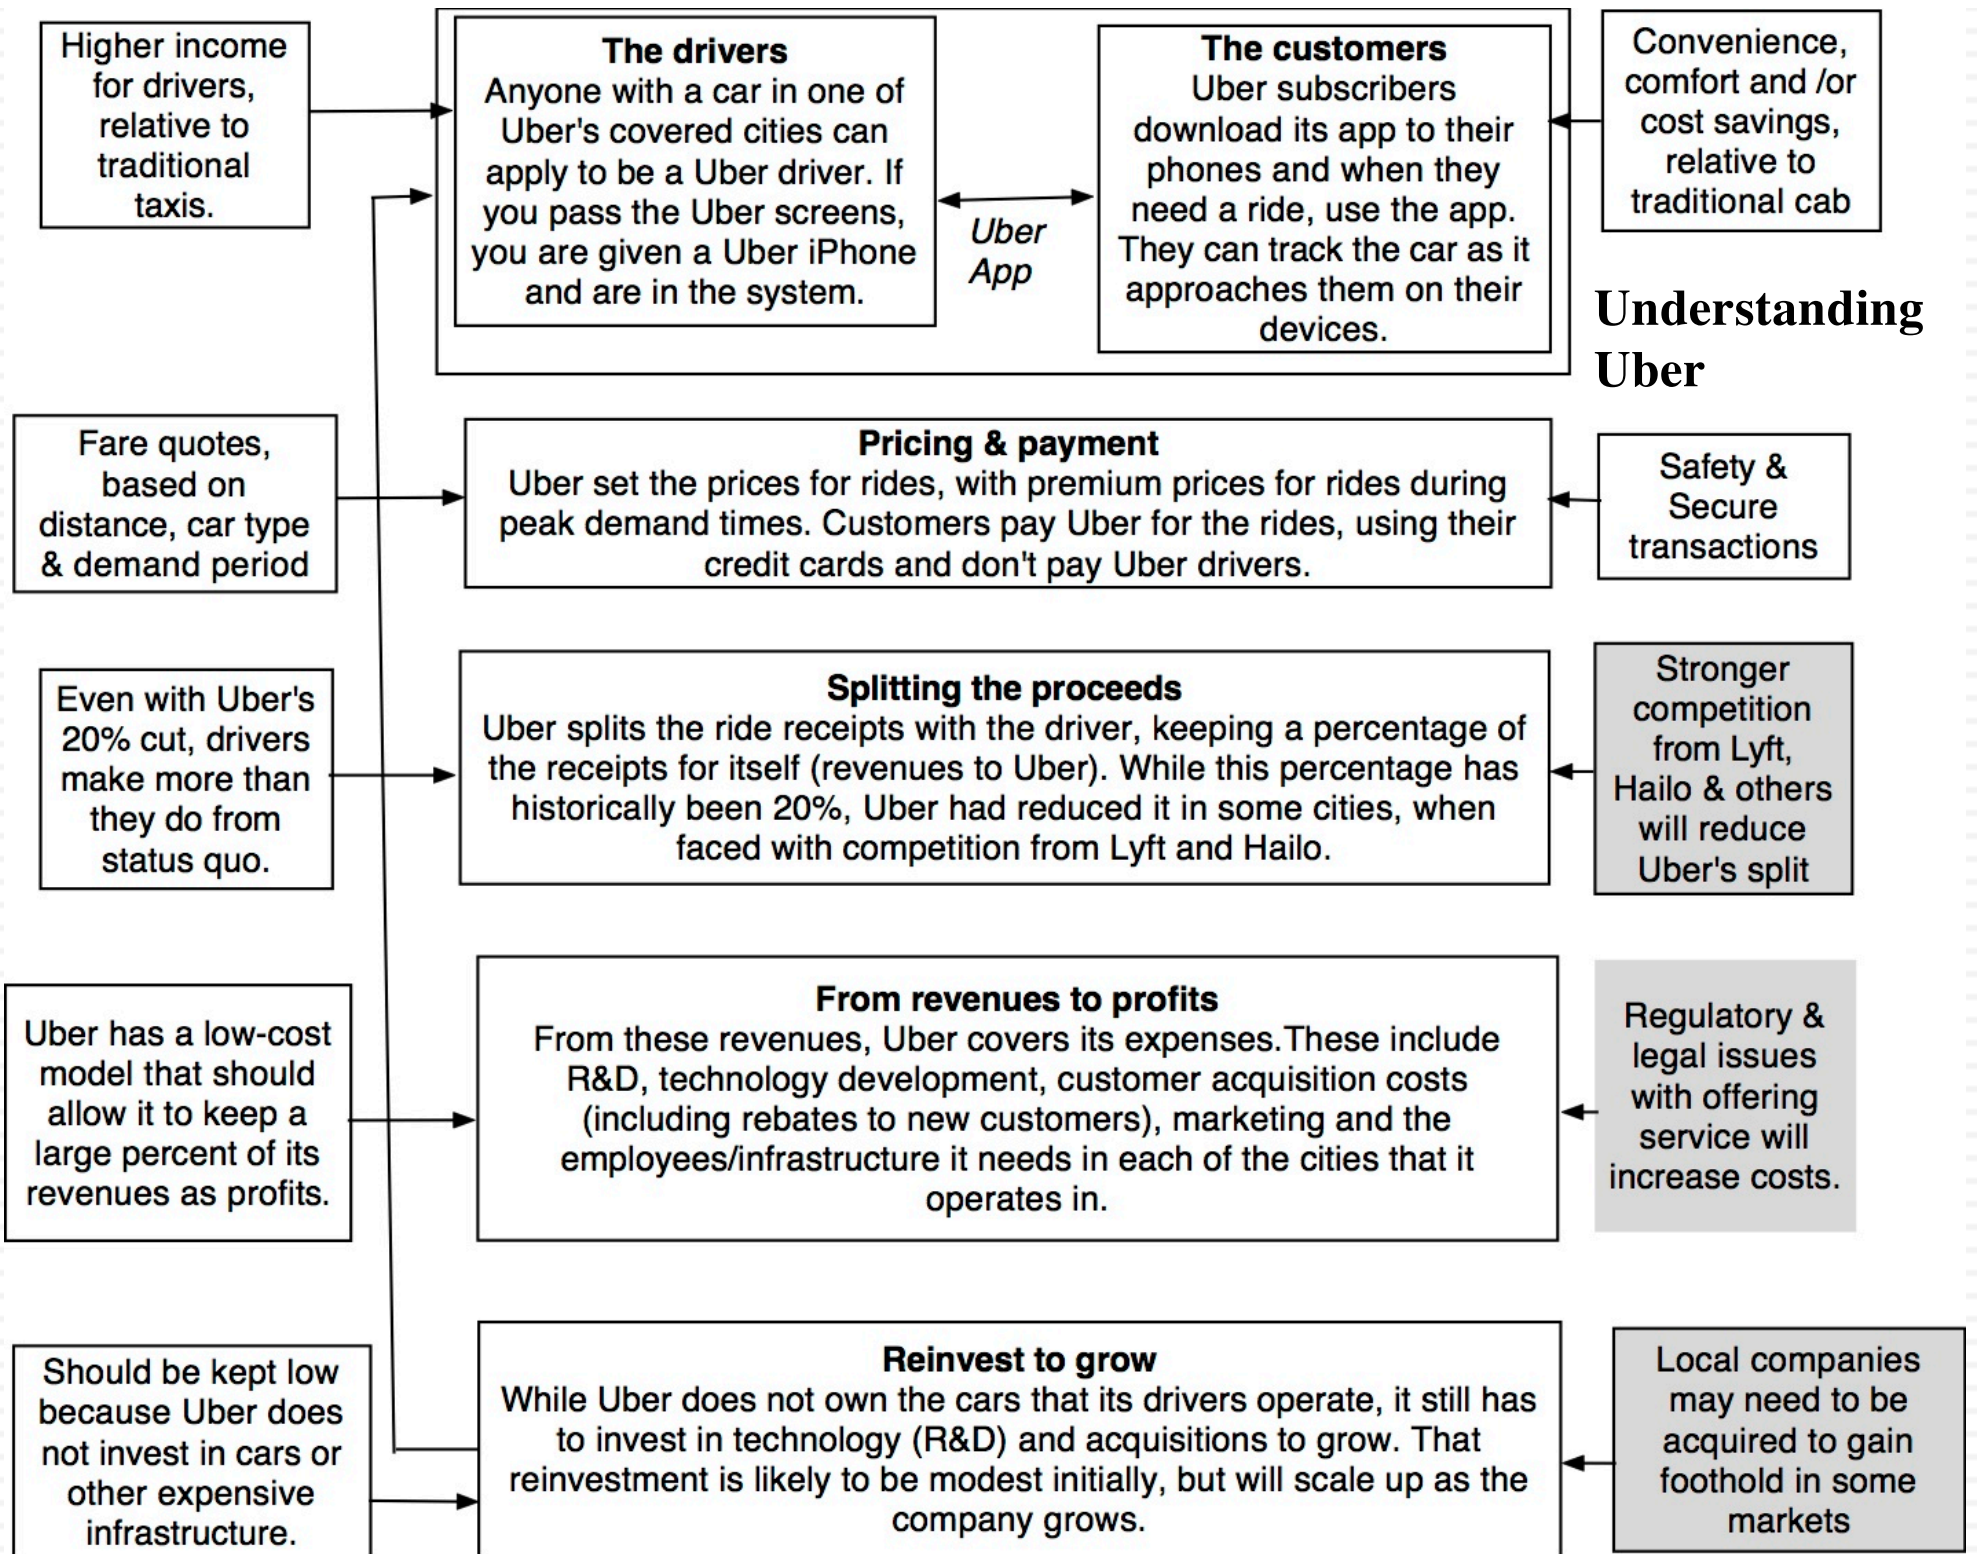 Higher income
for drivers,
relative to
traditional
taxis.
The drivers
Anyone with a car in one of
Uber's covered cities can
apply to be a Uber driver. If
you pass the Uber screens,
you are given a Uber iPhone
and are in the system.
Uber
App
The customers
Uber subscribers
download its app to their
phones and when they
need a ride, use the app.
They can track the car as it
approaches them on their
devices.
Convenience,
comfort and /or
cost savings,
relative to
traditional cab
Understanding
Uber
Fare quotes,
based on
distance, car type
& demand period
Pricing & payment
Uber set the prices for rides, with premium prices for rides during
peak demand times. Customers pay Uber for the rides, using their
credit cards and don't pay Uber drivers.
Safety &
Secure
transactions
Even with Uber's
20% cut, drivers
make more than
they do from
status quo.
Splitting the proceeds
Uber splits the ride receipts with the driver, keeping a percentage of
the receipts for itself (revenues to Uber). While this percentage has
historically been 20%, Uber had reduced it in some cities, when
faced with competition from Lyft and Hailo.
Stronger
competition
from Lyft,
Hailo & others
will reduce
Uber's split
Uber has a low-cost
model that should
allow it to keep a
large percent of its
revenues as profits.
From revenues to profits
From these revenues, Uber covers its expenses.These include
R&D, technology development, customer acquisition costs
(including rebates to new customers), marketing and the
employees/infrastructure it needs in each of the cities that it
operates in.
Regulatory &
legal issues
with offering
service will
increase costs.
Should be kept low
because Uber does
not invest in cars or
other expensive
infrastructure.
Reinvest to grow
While Uber does not own the cars that its drivers operate, it still has
to invest in technology (R&D) and acquisitions to grow. That
reinvestment is likely to be modest initially, but will scale up as the
company grows.
Local companies
may need to be
acquired to gain
foothold in some
markets